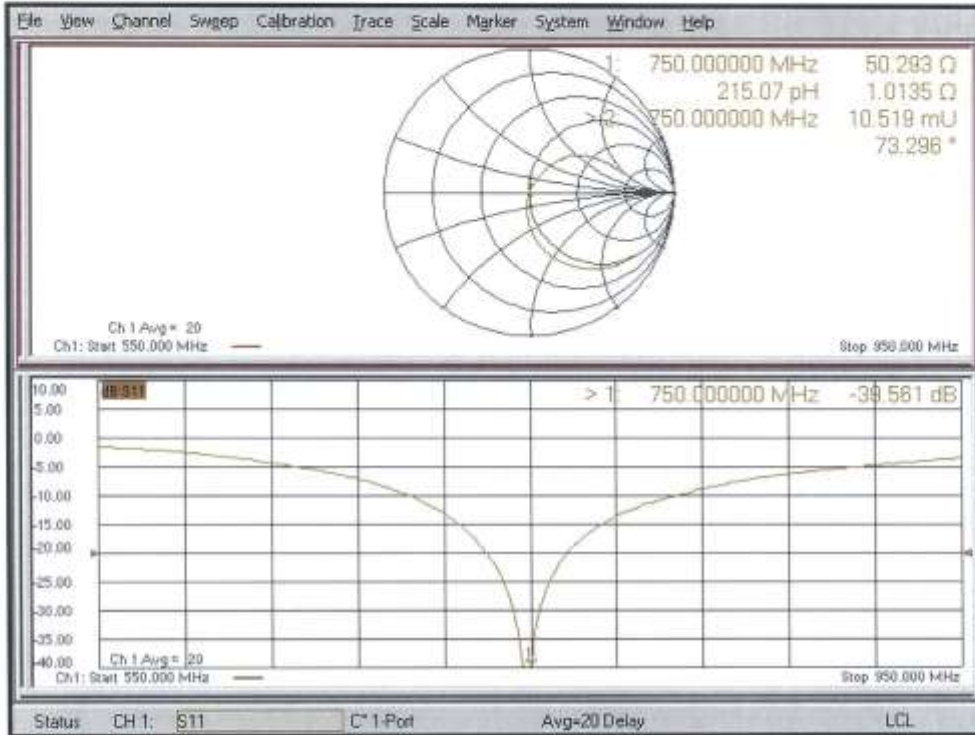 File View Channel Sweep Calibration Trace Scale Marker System Window Help
1: 750.000000 MHz 50.293 Ω
215.07 pH 1.0135 Ω
> 2: 750.000000 MHz 10.519 mU
73.296 °
Ch 1 Avg = 20
Ch1: Start 550.000 MHz
Stop 950.000 MHz
10.00
dB S11
> 1: 750.000000 MHz -39.561 dB
5.00
0.00
-5.00
-10.00
-15.00
-20.00
-25.00
-30.00
-35.00
-40.00
Ch 1 Avg = 20
Ch1: Start 550.000 MHz
Stop 950.000 MHz
Status CH 1: S11 C* 1-Port Avg=20 Delay LCL